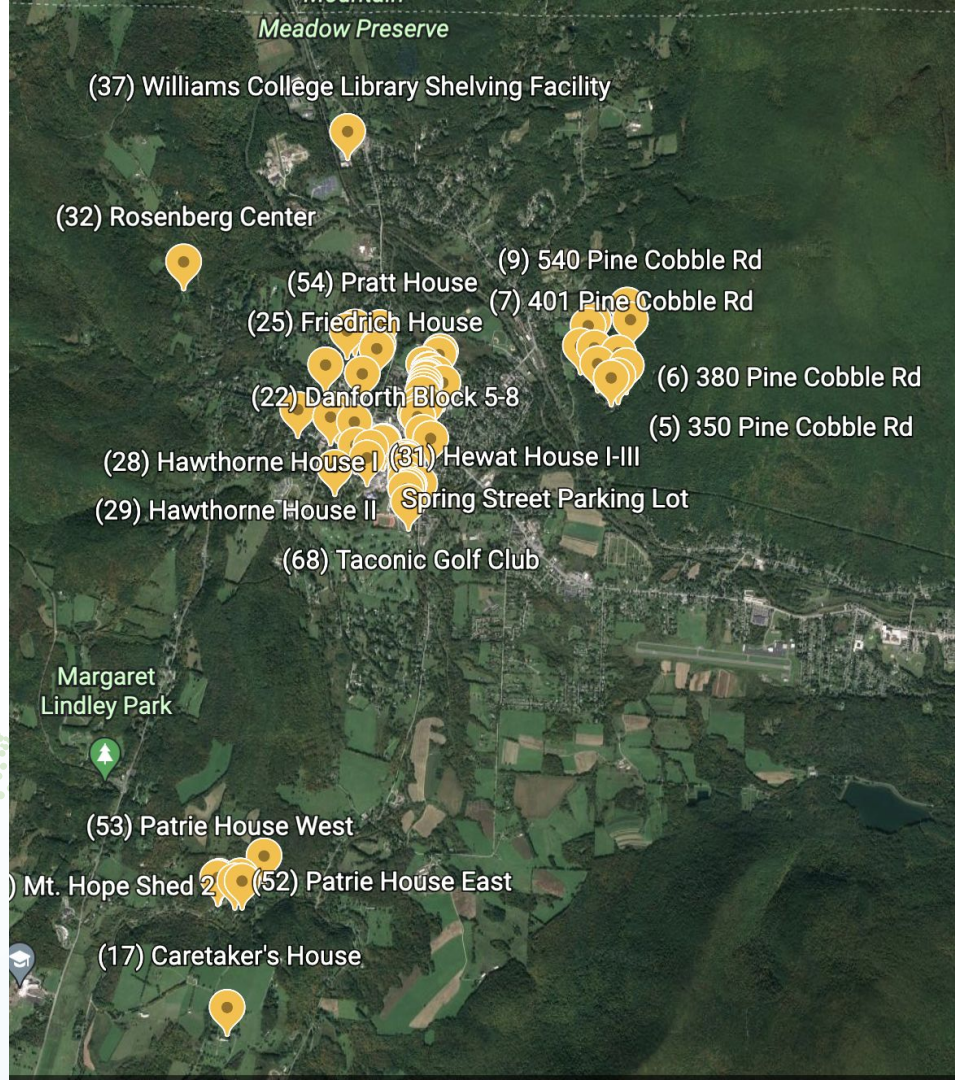 Mountain
Meadow Preserve
(37) Williams College Library Shelving Facility
(32) Rosenberg Center
(9) 540 Pine Cobble Rd
(54) Pratt House
(7) 401 Pine Cobble Rd
(25) Friedrich House
(6) 380 Pine Cobble Rd
(22) Danforth Block 5-8
(5) 350 Pine Cobble Rd
(28) Hawthorne House I
(31) Hewat House I-III
Spring Street Parking Lot
(29) Hawthorne House II
(68) Taconic Golf Club
Margaret
Lindley Park
(53) Patrie House West
) Mt. Hope Shed 2
(52) Patrie House East
(17) Caretaker's House